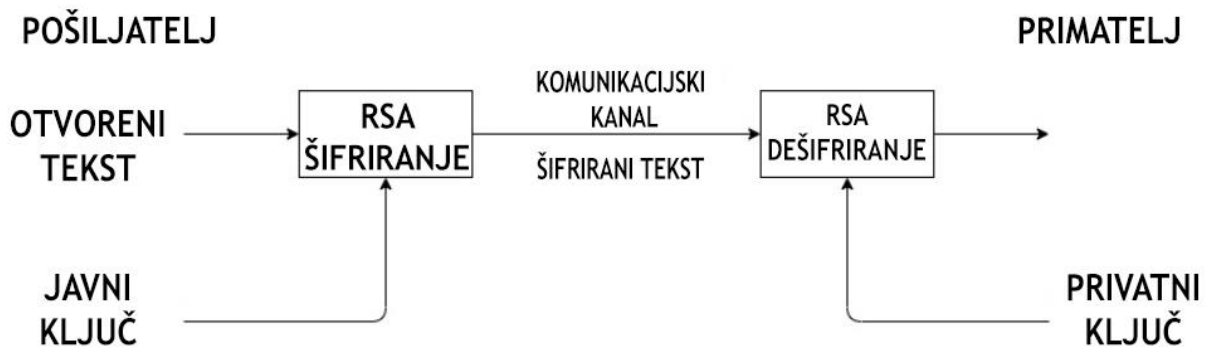 POŠILJATELJ
PRIMATELJ
OTVORENI
TEKST
RSA
ŠIFRIRANJE
KOMUNIKACIJSKI
KANAL
ŠIFRIRANI TEKST
RSA
DEŠIFRIRANJE
JAVNI
KLJUČ
PRIVATNI
KLJUČ